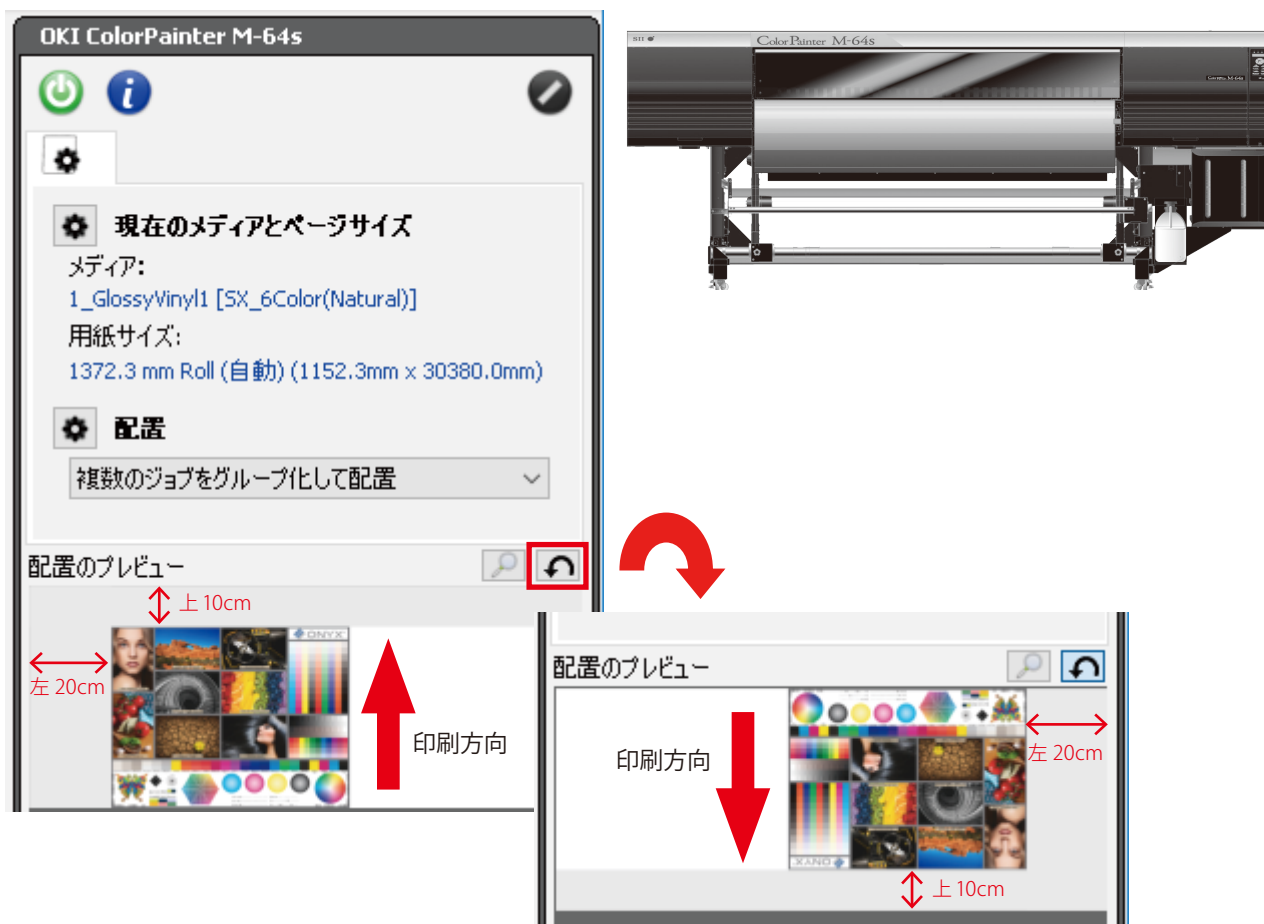 OKI ColorPainter M-64s
現在のメディアとページサイズ
メディア:
1_GlossyVinyl1 [SX_6Color(Natural)]
用紙サイズ:
1372.3 mm Roll (自動) (1152.3mm x 30380.0mm)
配置
複数のジョブをグループ化して配置
配置のプレビュー
上 10cm
左 20cm
ONYX
印刷方向
SII
ColorPainter M-64s
配置のプレビュー
印刷方向
左 20cm
ONYX
上 10cm